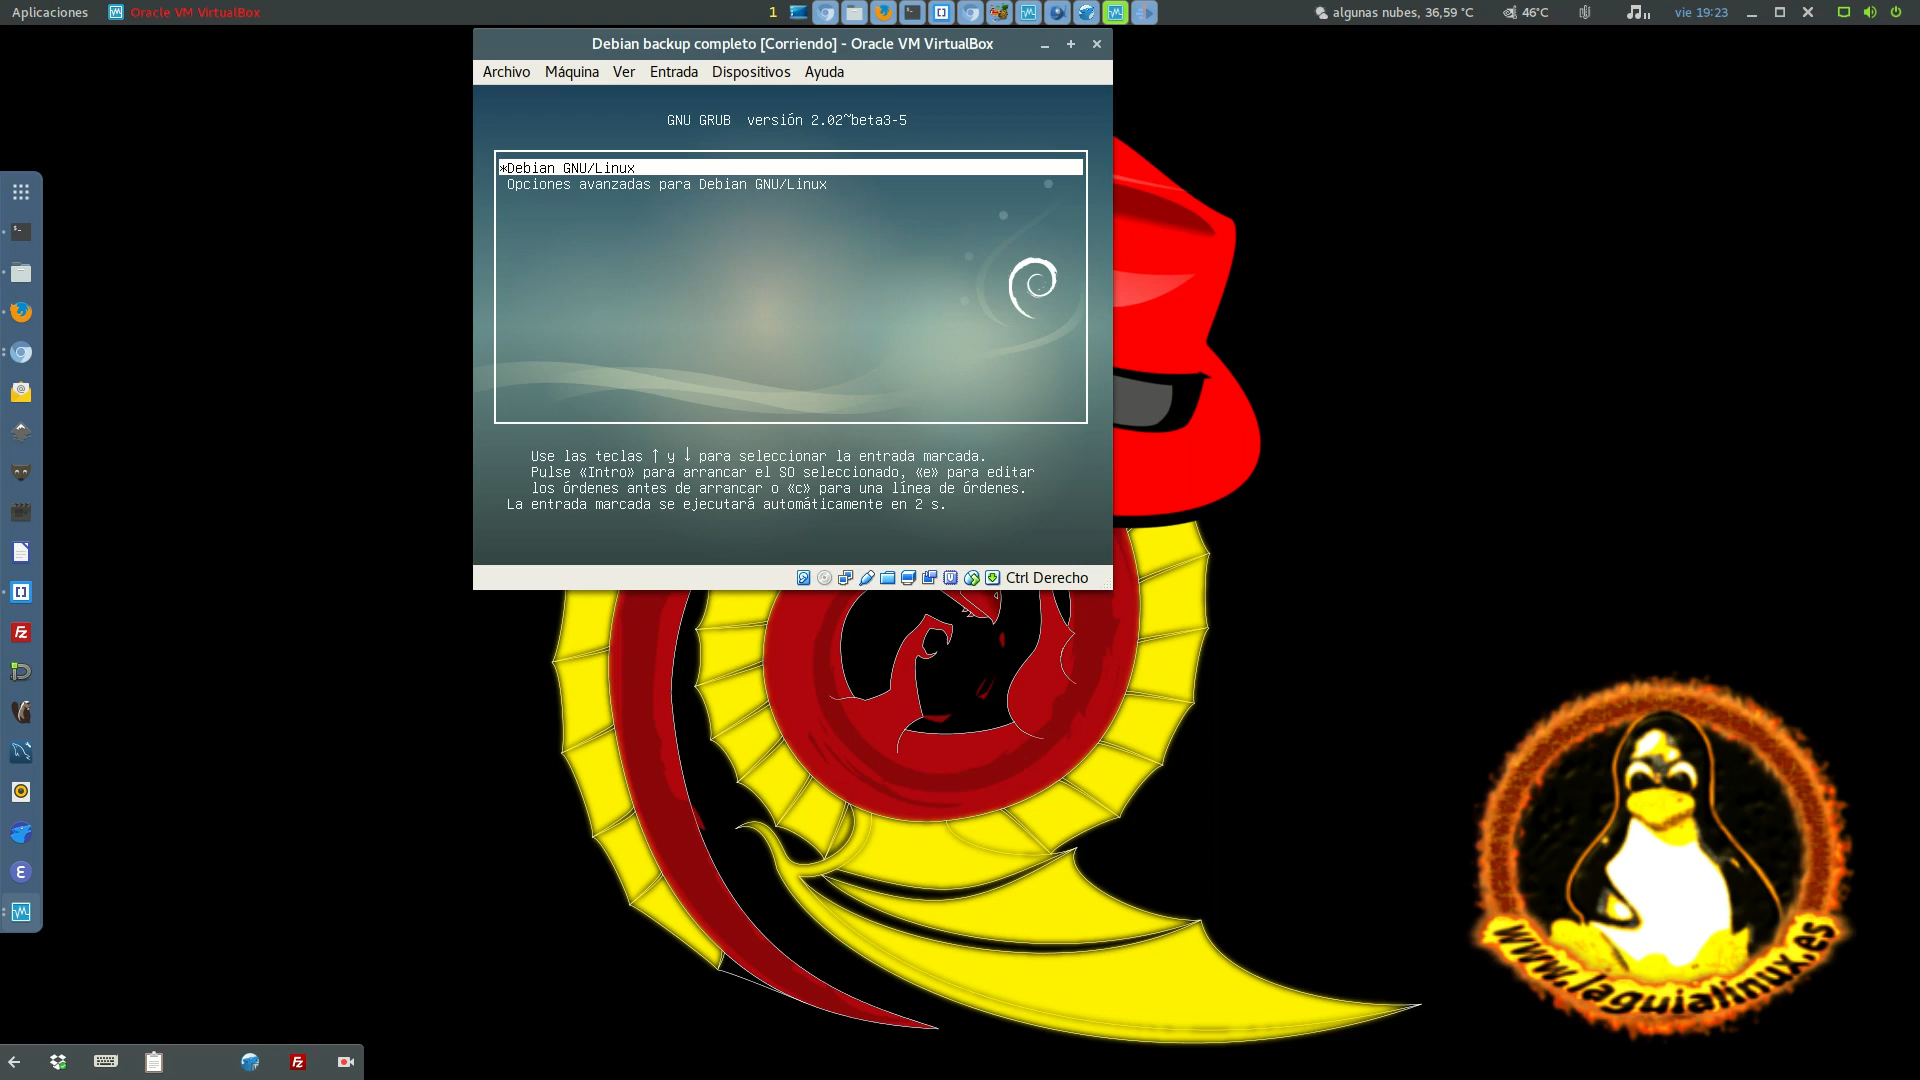 Aplicaciones
Oracle VM VirtualBox
1
algunas nubes, 36,59 °C
46°C
vie 19:23
Debian backup completo [Corriendo] - Oracle VM VirtualBox
Archivo Máquina Ver Entrada Dispositivos Ayuda
GNU GRUB versión 2.02~beta3-5
*Debian GNU/Linux
Opciones avanzadas para Debian GNU/Linux
Use las teclas ↑ y ↓ para seleccionar la entrada marcada.
Pulse «Intro» para arrancar el SO seleccionado, «e» para editar
los órdenes antes de arrancar o «c» para una línea de órdenes.
La entrada marcada se ejecutará automáticamente en 2 s.
Ctrl Derecho
www.laguialinux.es